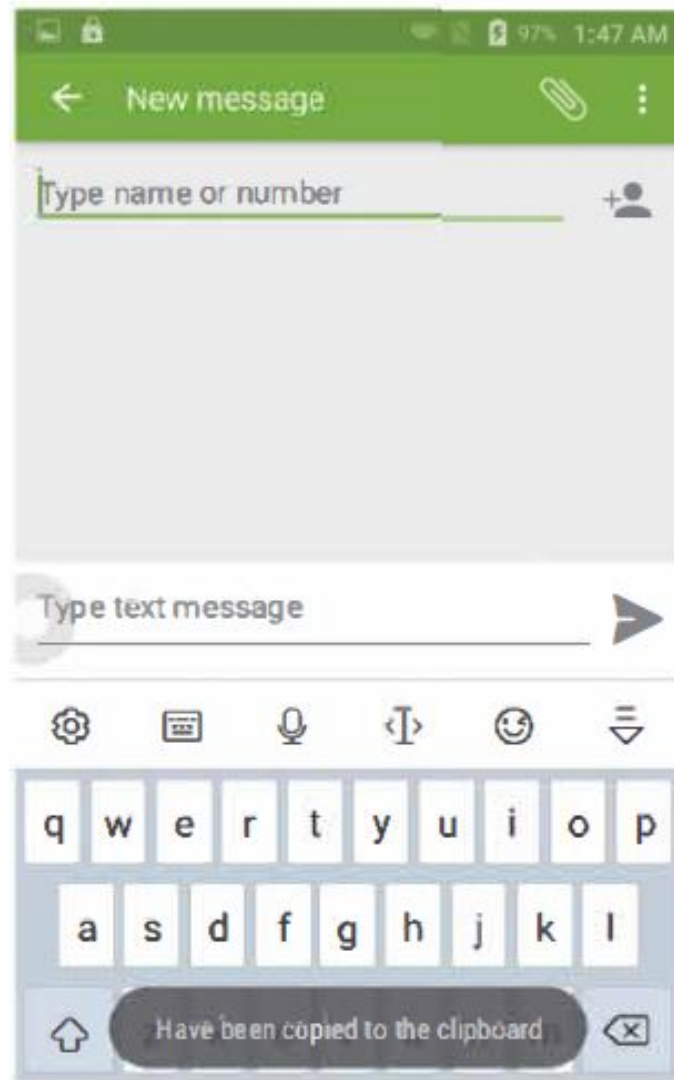 97% 1:47 AM
New message
Type name or number
Type text message
q w e r t y u i o p
a s d f g h j k l
Have been copied to the clipboard